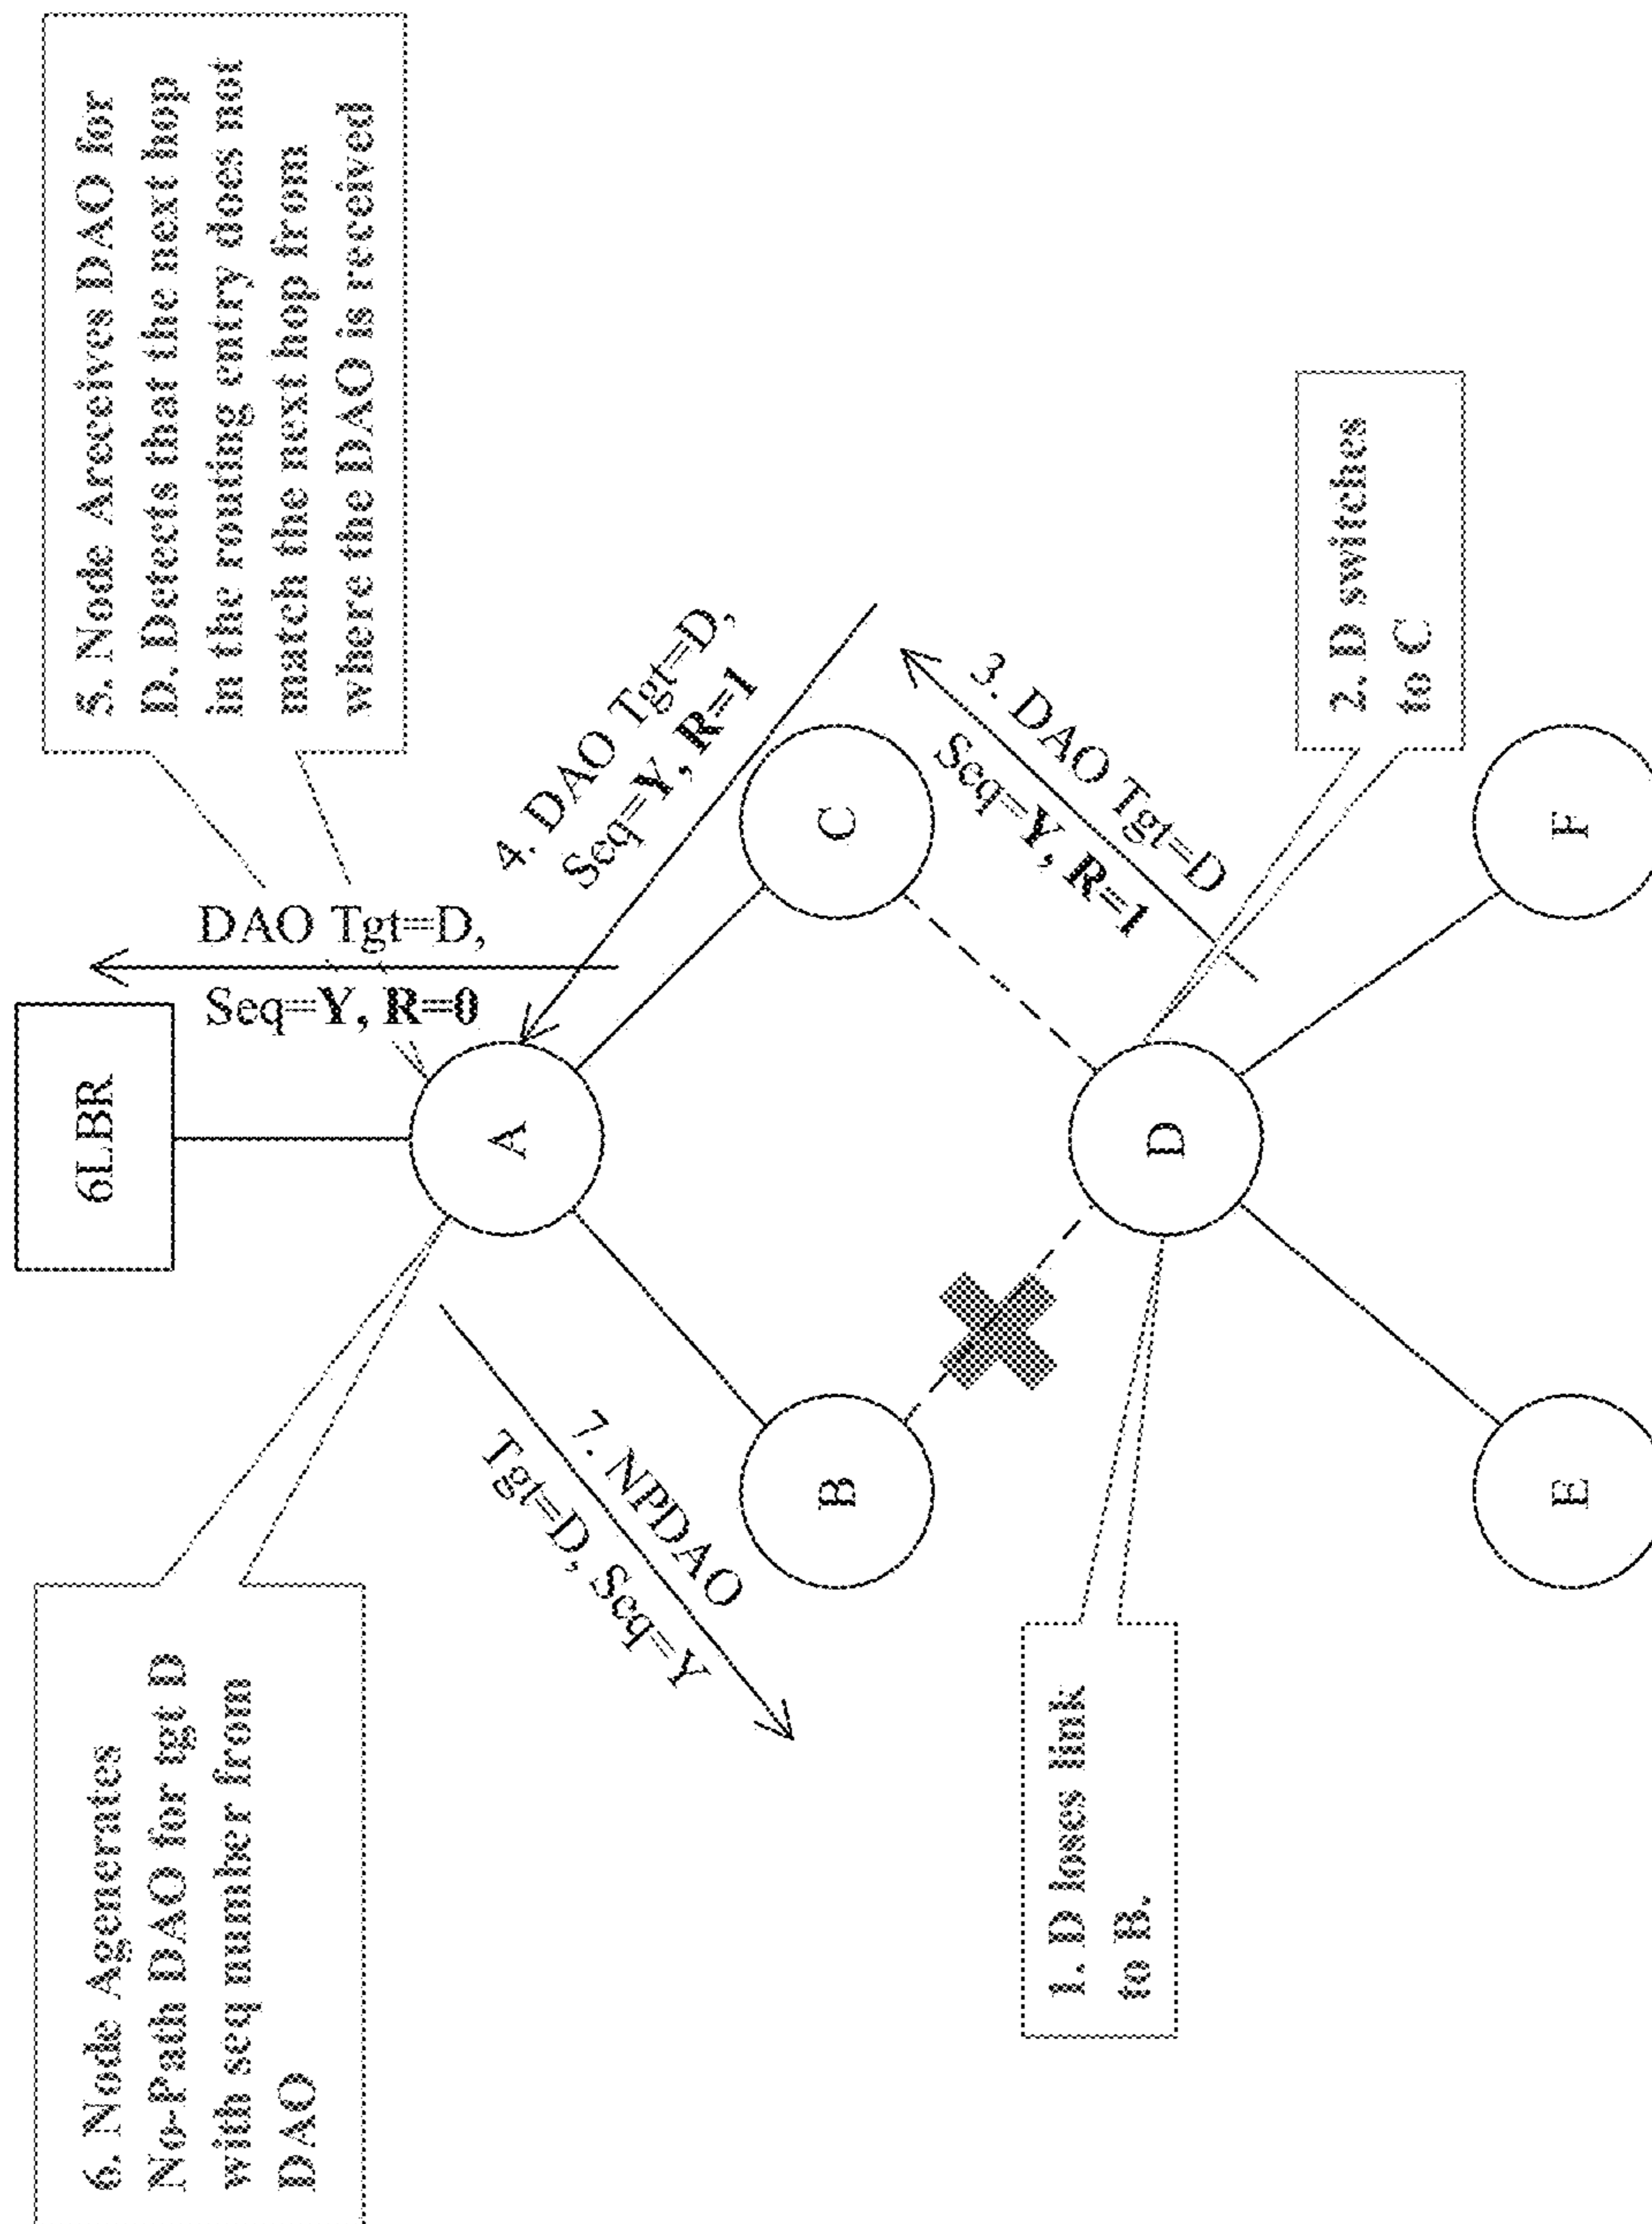 5. Node Areceives DAO for
D. Detects that the next hop
in the routing entry does not
match the next hop from
where the DAO is received
6. Node Agenerates
No-Path DAO for tgt D
with seq number from
DAO
6LBR
DAO Tgt=D,
Seq=Y, R=0
4. DAO Tgt=D,
Seq=Y, R=1
A
7. NPDAO
Tgt=D, Seq=Y
B
C
3. DAO Tgt=D
Seq=Y, R=1
1. D loses link
to B.
D
2. D switches
to C
E
F